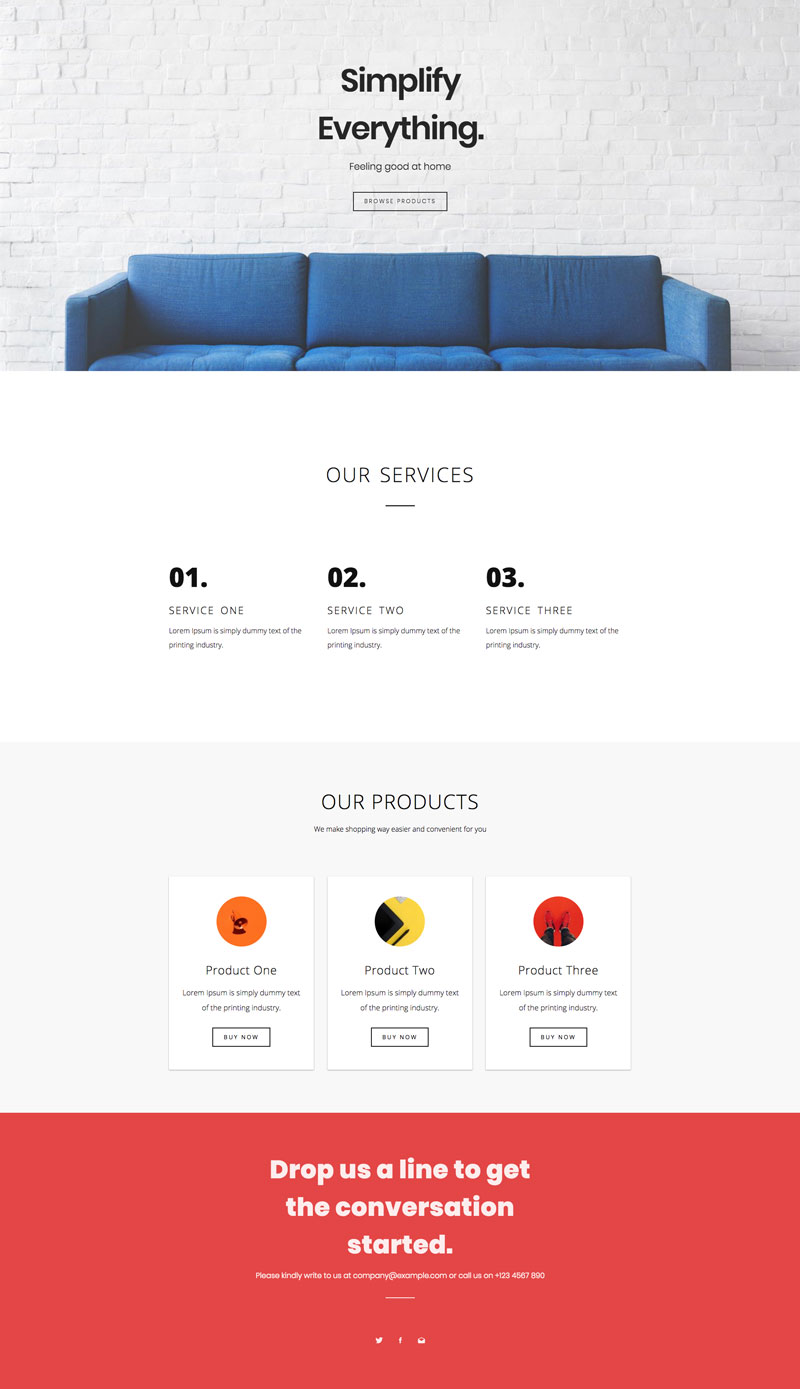 Simplify
Everything.
Feeling good at home
BROWSE PRODUCTS
OUR SERVICES
01.
SERVICE ONE
Lorem Ipsum is simply dummy text of the
printing industry.
02.
SERVICE TWO
Lorem Ipsum is simply dummy text of the
printing industry.
03.
SERVICE THREE
Lorem Ipsum is simply dummy text of the
printing industry.
OUR PRODUCTS
We make shopping way easier and convenient for you
Product One
Lorem Ipsum is simply dummy text
of the printing industry.
BUY NOW
Product Two
Lorem Ipsum is simply dummy text
of the printing industry.
BUY NOW
Product Three
Lorem Ipsum is simply dummy text
of the printing industry.
BUY NOW
Drop us a line to get
the conversation
started.
Please kindly write to us at company@example.com or call us on +123 4567 890